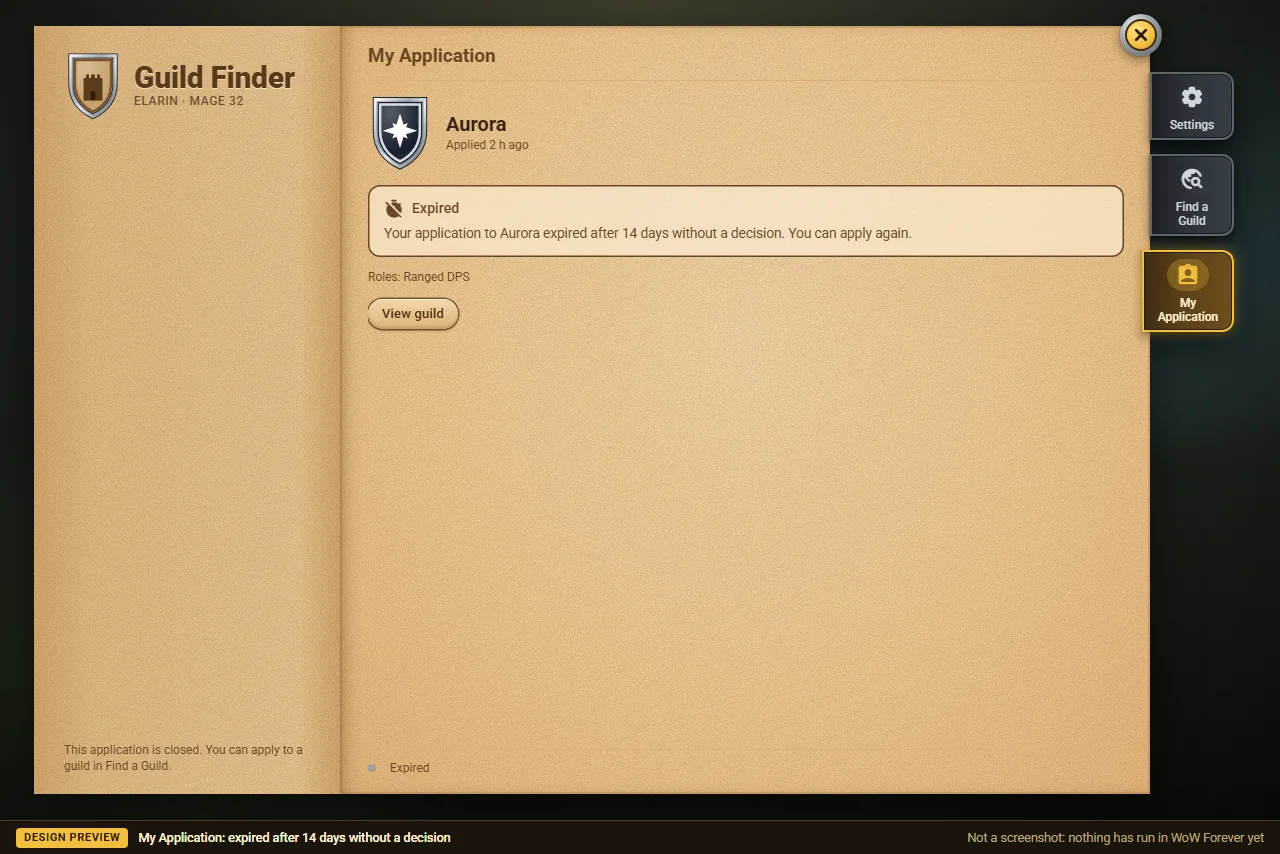 Guild Finder
ELARIN · MAGE 32
My Application
Aurora
Applied 2 h ago
Expired
Your application to Aurora expired after 14 days without a decision. You can apply again.
Roles: Ranged DPS
View guild
Settings
Find a
Guild
My
Application
This application is closed. You can apply to a
guild in Find a Guild.
Expired
DESIGN PREVIEW My Application: expired after 14 days without a decision
Not a screenshot: nothing has run in WoW Forever yet